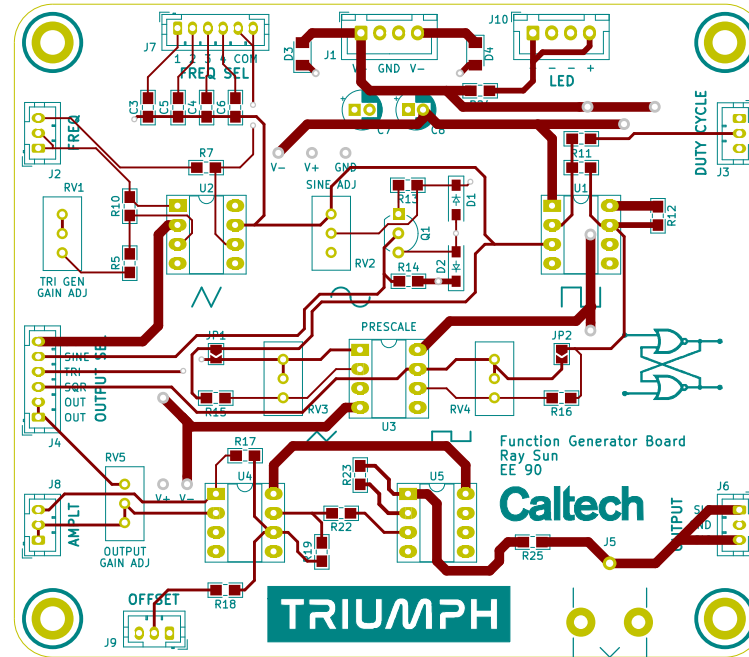 J7
1 2 3 4 COM
FREQ SEL
D3
J1
V+ GND V-
D4
J10
- - +
LED
C3
C5
C4
C6
C7
C8
J2
FREQ
R7
V- V+ GND
SINE ADJ
R11
DUTY CYCLE
J3
RV1
R10
R5
TRI GEN
GAIN ADJ
U2
RV2
R13
Q1
D1
R14
D2
U1
R12
JP1
PRESCALE
JP2
SINE
TRI
SQR
OUT
OUT
OUTPUT SEL
J4
R15
RV3
U3
RV4
R16
RV5
V+ V-
R17
U4
R23
U5
Function Generator Board
Ray Sun
EE 90
Caltech
J8
AMPLT
OUTPUT
GAIN ADJ
R22
R19
R18
R25
J5
J6
OUTPUT
OFFSET
J9
TRIUMPH